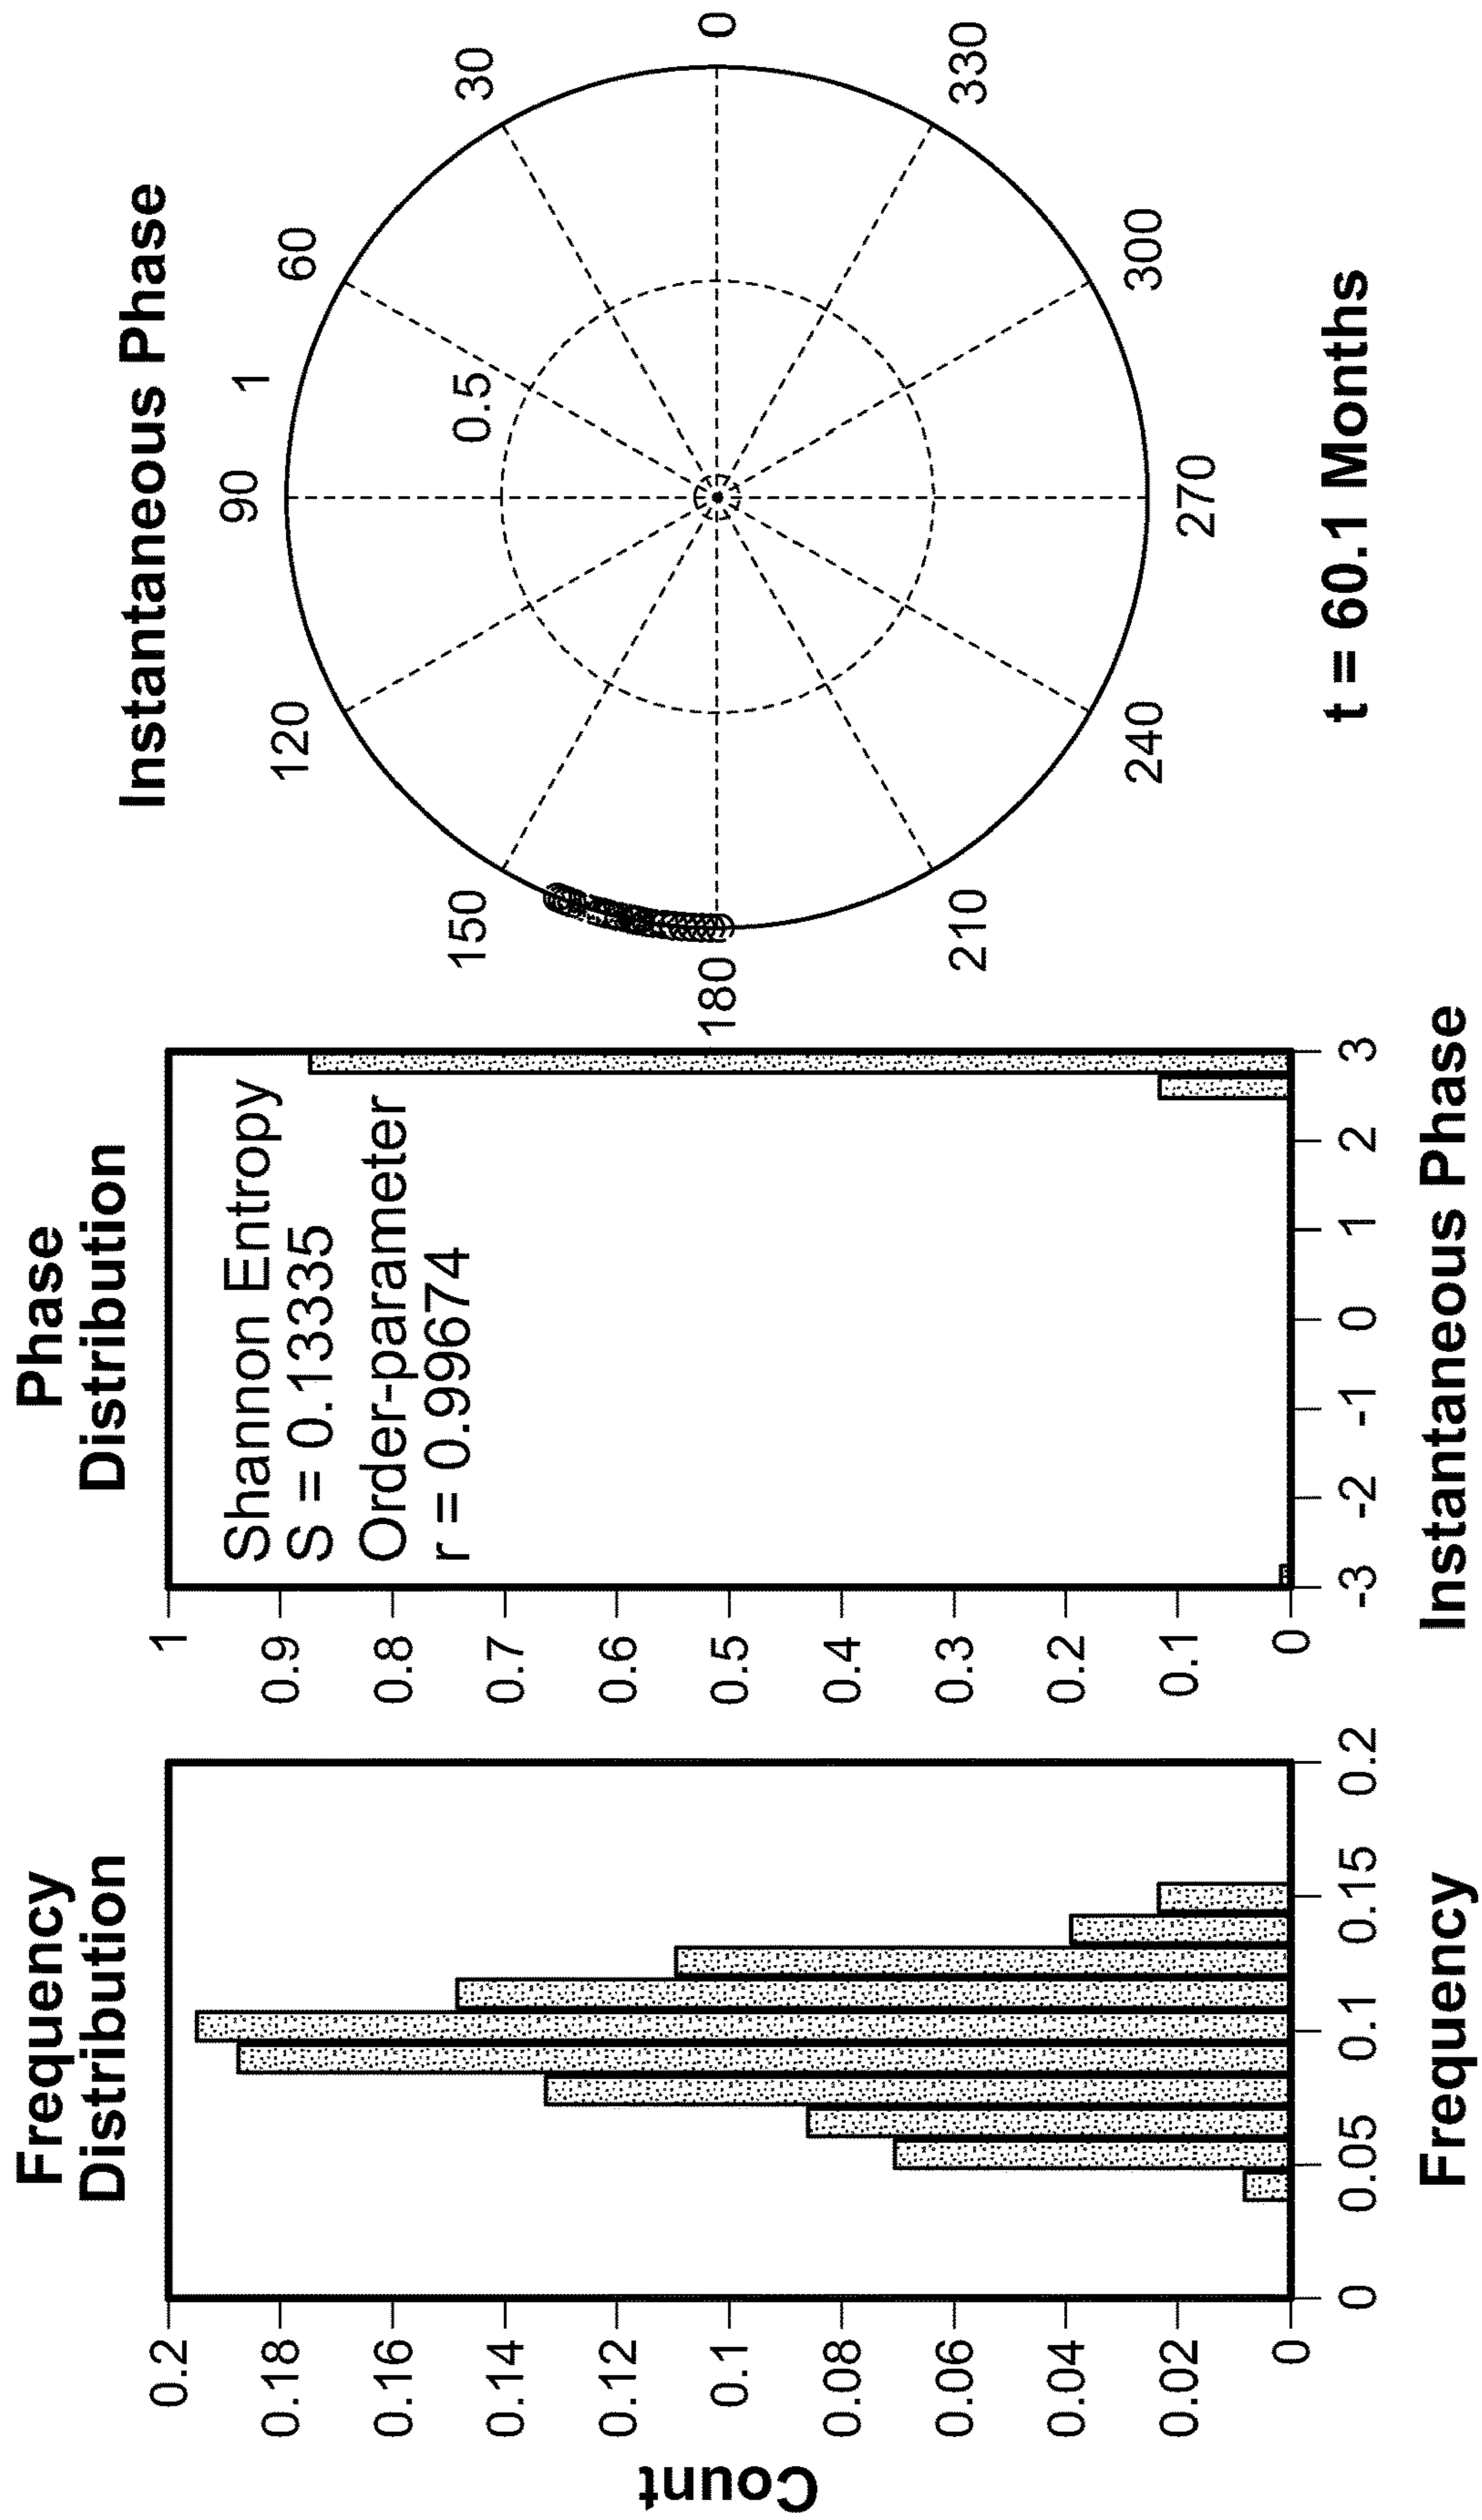 Frequency
Distribution
Count
0.2
0.18
0.16
0.14
0.12
0.1
0.08
0.06
0.04
0.02
0
0 0.05 0.1 0.15 0.2
Frequency
Phase
Distribution
1
0.9
0.8
0.7
0.6
0.5
0.4
0.3
0.2
0.1
0
Shannon Entropy
S = 0.13335
Order-parameter
r = 0.99674
-3 -2 -1 0 1 2 3
Instantaneous Phase
Instantaneous Phase
90
1
120
60
0.5
150
30
180
0
210
330
240
300
270
t = 60.1 Months